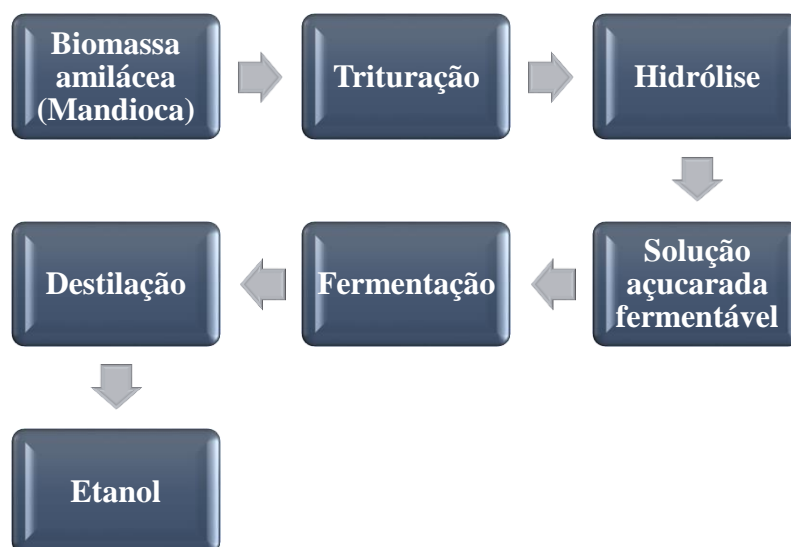 Biomassa
amilácea
(Mandioca)
Trituração
Hidrólise
Solução
açucarada
fermentável
Fermentação
Destilação
Etanol